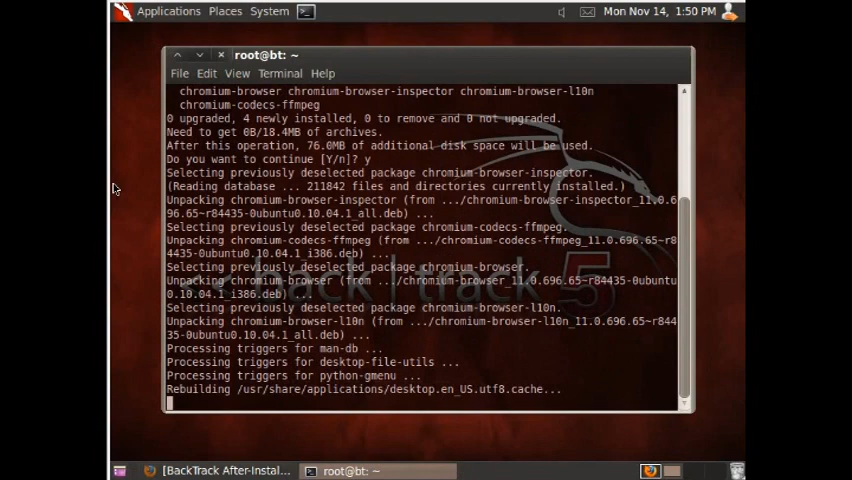 Applications Places System
Mon Nov 14, 1:50 PM
root@bt: ~
File Edit View Terminal Help
chromium-browser chromium-browser-inspector chromium-browser-l10n
chromium-codecs-ffmpeg
0 upgraded, 4 newly installed, 0 to remove and 0 not upgraded.
Need to get 0B/18.4MB of archives.
After this operation, 76.0MB of additional disk space will be used.
Do you want to continue [Y/n]? y
Selecting previously deselected package chromium-browser-inspector.
(Reading database ... 211842 files and directories currently installed.)
Unpacking chromium-browser-inspector (from .../chromium-browser-inspector_11.0.6
96.65~r84435-0ubuntu0.10.04.1_all.deb) ...
Selecting previously deselected package chromium-codecs-ffmpeg.
Unpacking chromium-codecs-ffmpeg (from .../chromium-codecs-ffmpeg_11.0.696.65~r8
4435-0ubuntu0.10.04.1_i386.deb) ...
Selecting previously deselected package chromium-browser.
Unpacking chromium-browser (from .../chromium-browser_11.0.696.65~r84435-0ubuntu
0.10.04.1_i386.deb) ...
Selecting previously deselected package chromium-browser-l10n.
Unpacking chromium-browser-l10n (from .../chromium-browser-l10n_11.0.696.65~r844
35-0ubuntu0.10.04.1_all.deb) ...
Processing triggers for man-db ...
Processing triggers for desktop-file-utils ...
Processing triggers for python-gmenu ...
Rebuilding /usr/share/applications/desktop.en_US.utf8.cache...
<< back | track 5
[BackTrack After-Instal...
root@bt: ~